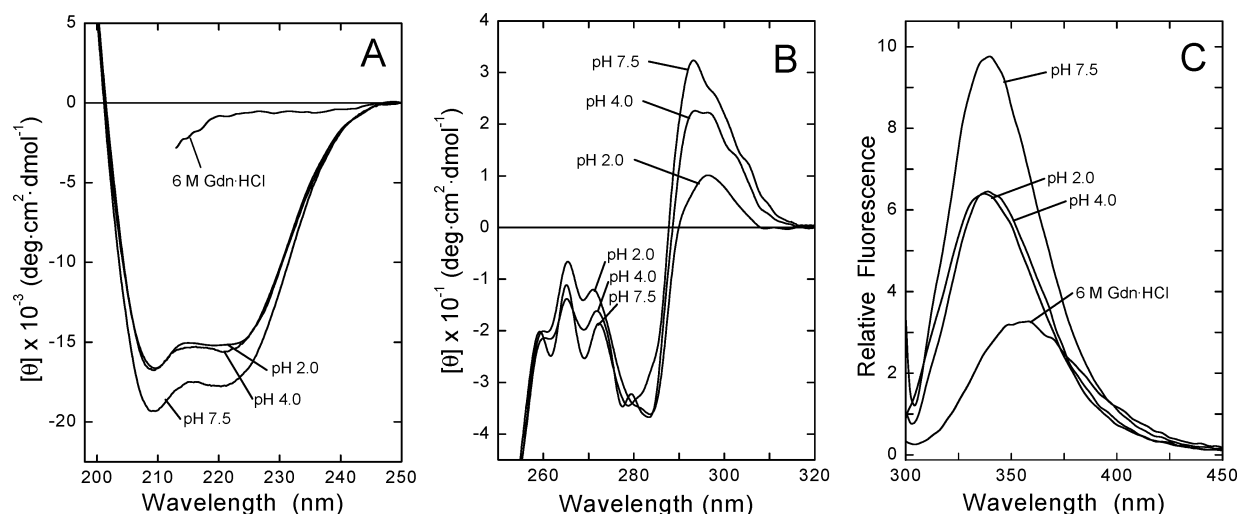 A
5
0
-5
-10
-15
-20
[θ] x 10⁻³ (deg·cm²·dmol⁻¹)
6 M Gdn·HCl
pH 2.0
pH 4.0
pH 7.5
200 210 220 230 240 250
Wavelength (nm)
B
4
3
2
1
0
-1
-2
-3
-4
[θ] x 10⁻¹ (deg·cm²·dmol⁻¹)
pH 7.5
pH 4.0
pH 2.0
pH 2.0
pH 4.0
pH 7.5
260 280 300 320
Wavelength (nm)
C
10
8
6
4
2
0
Relative Fluorescence
pH 7.5
pH 2.0
pH 4.0
6 M Gdn·HCl
300 350 400 450
Wavelength (nm)